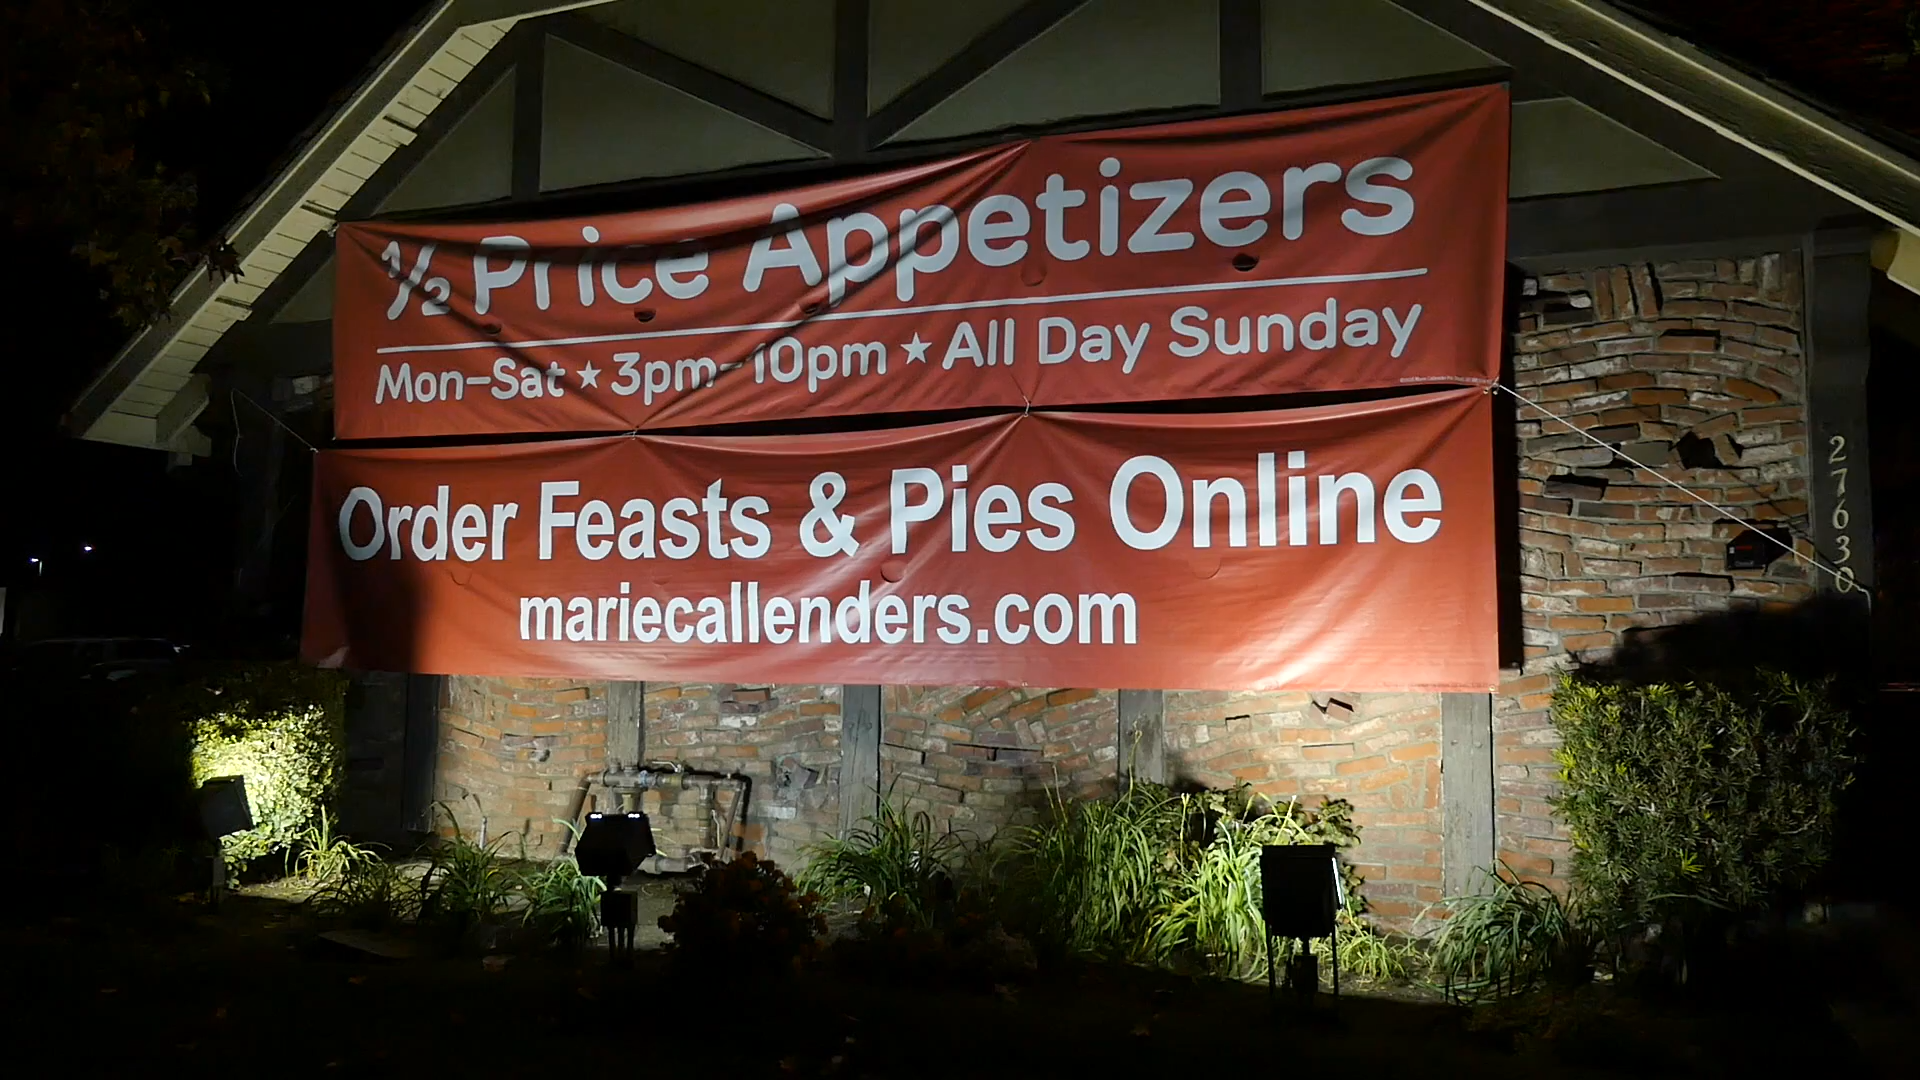 ½ Price Appetizers
Mon–Sat ★ 3pm–10pm ★ All Day Sunday
Order Feasts & Pies Online
mariecallenders.com
27630